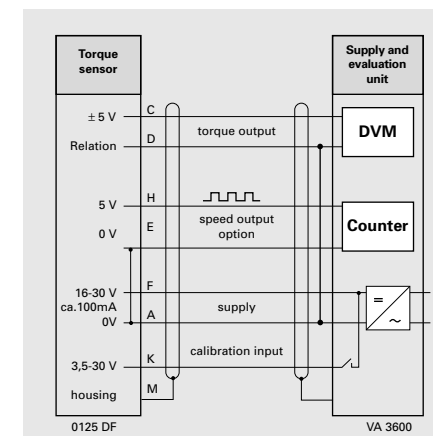 Torque
sensor
Supply and
evaluation
unit
± 5 V
C
torque output
DVM
Relation
D
5 V
H
speed output
option
Counter
0 V
E
16-30 V
ca.100mA
0V
F
supply
A
=
~
calibration input
3,5-30 V
K
housing
M
0125 DF
VA 3600